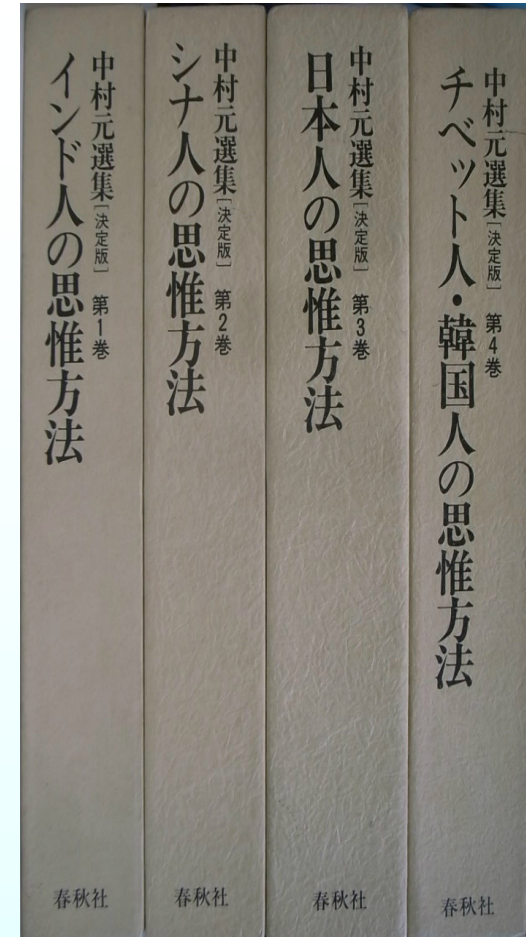 中村元選集［決定版］ 第1巻
インド人の思惟方法
春秋社
中村元選集［決定版］ 第2巻
シナ人の思惟方法
春秋社
中村元選集［決定版］ 第3巻
日本人の思惟方法
春秋社
中村元選集［決定版］ 第4巻
チベット人・韓国人の思惟方法
春秋社